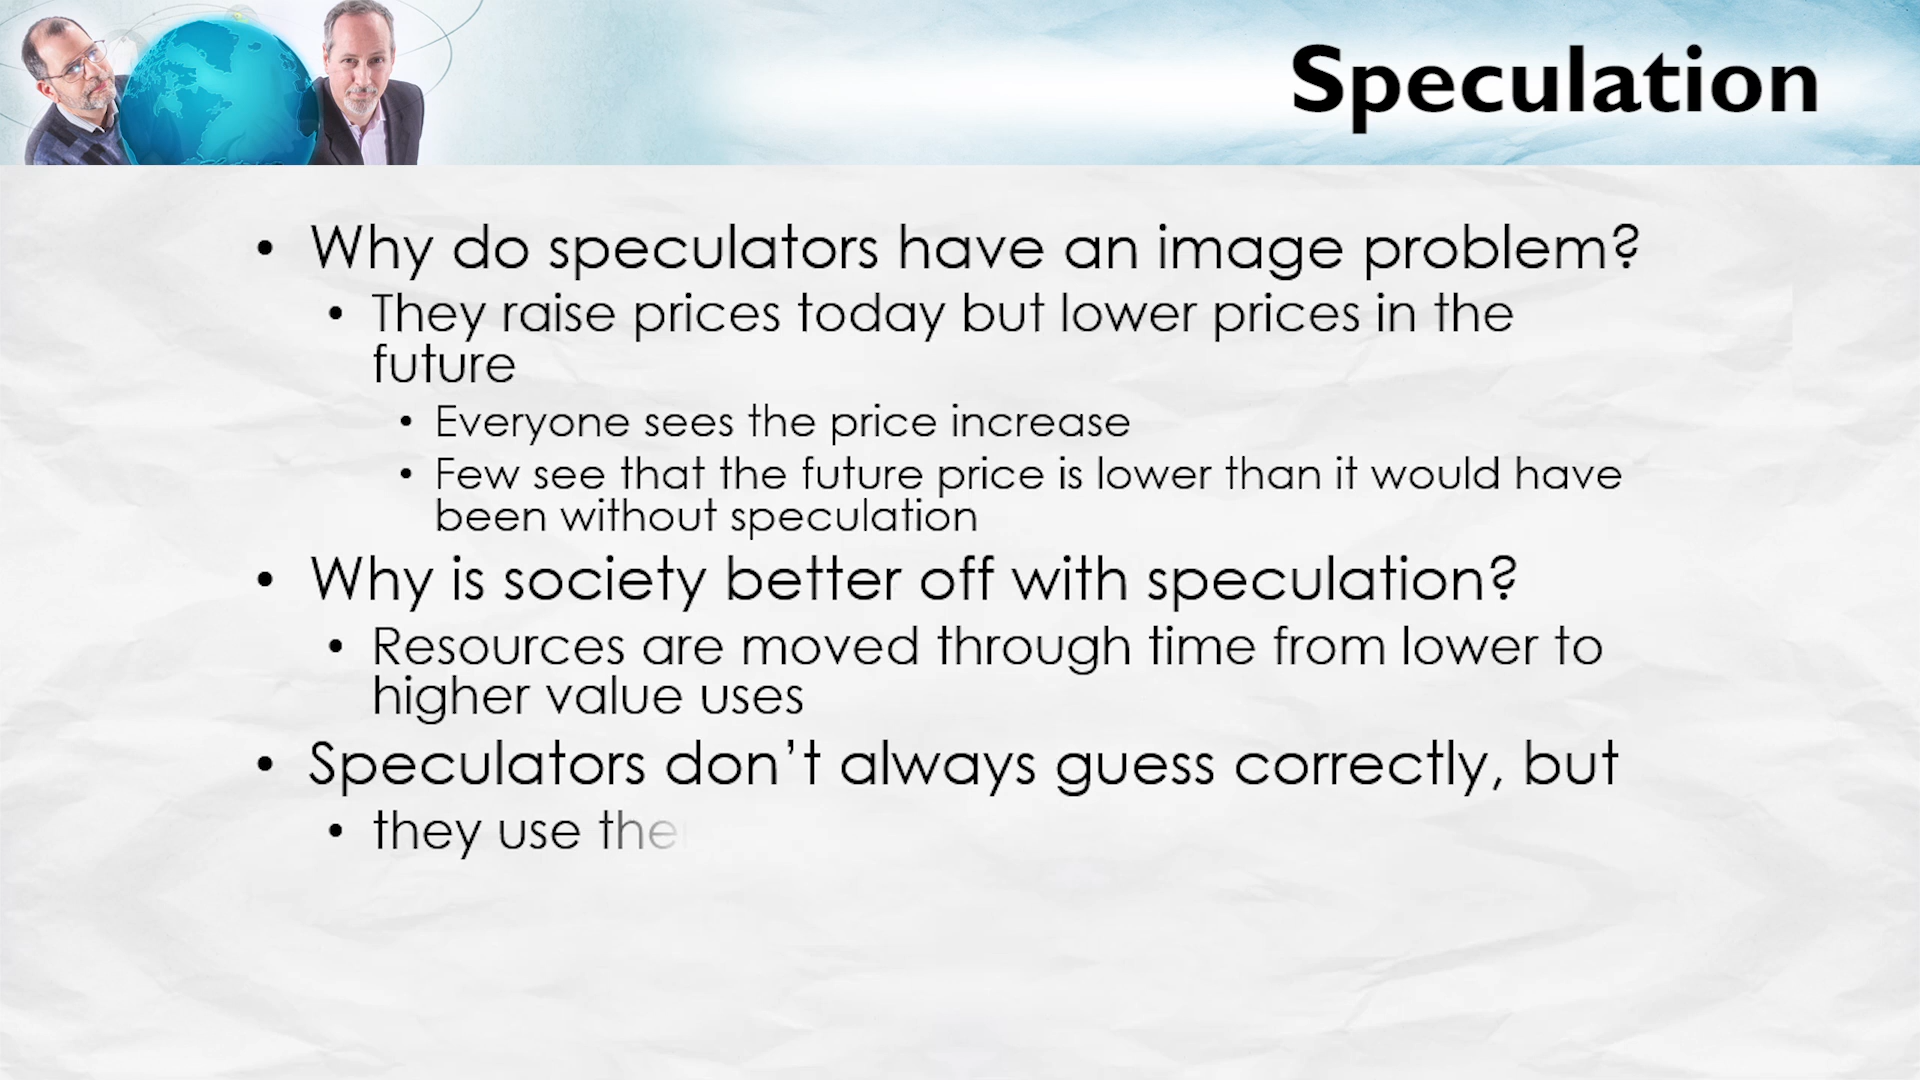 Speculation
• Why do speculators have an image problem?
• They raise prices today but lower prices in the
future
• Everyone sees the price increase
• Few see that the future price is lower than it would have
been without speculation
• Why is society better off with speculation?
• Resources are moved through time from lower to
higher value uses
• Speculators don’t always guess correctly, but
• they use the